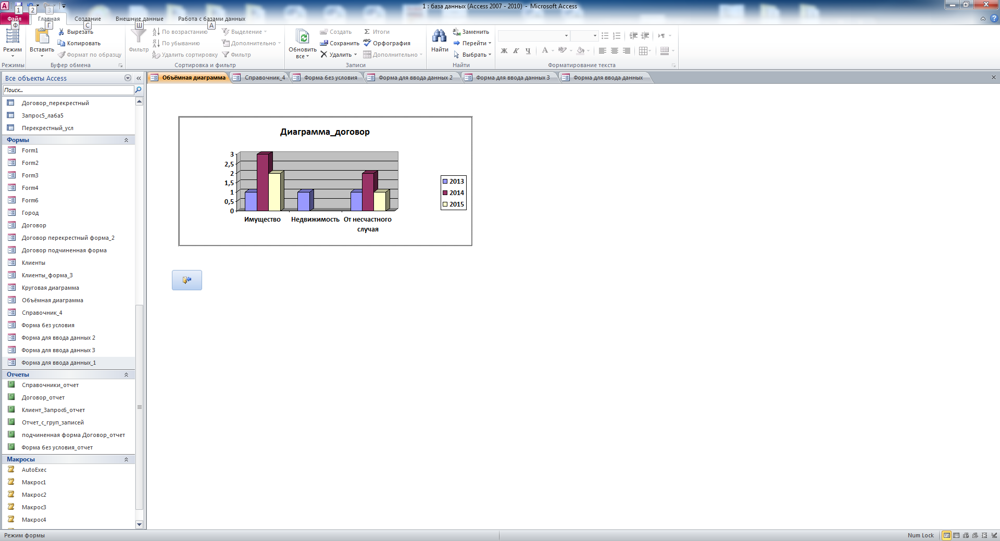 1 : база данных (Access 2007 - 2010) - Microsoft Access
1 2 3
Файл Главная Создание Внешние данные Работа с базами данных
Ф Г С Ш А
Режим
Режимы
Вставить
Вырезать
Копировать
Формат по образцу
Буфер обмена
Фильтр
По возрастанию
По убыванию
Удалить сортировку
Выделение
Дополнительно
Фильтр
Сортировка и фильтр
Обновить
все
Создать
Сохранить
Удалить
Итоги
Орфография
Дополнительно
Записи
Найти
Заменить
Перейти
Выбрать
Найти
Ж К Ч А
Форматирование текста
Все объекты Access
Поиск...
Договор_перекрестный
Запрос5_лаба5
Перекрестный_усл
Формы
Form1
Form2
Form3
Form4
Form6
Город
Договор
Договор перекрестный форма_2
Договор подчиненная форма
Клиенты
Клиенты_форма_3
Круговая диаграмма
Объёмная диаграмма
Справочник_4
Форма без условия
Форма для ввода данных 2
Форма для ввода данных 3
Форма для ввода данных_1
Отчеты
Справочники_отчет
Договор_отчет
Клиент_Запрос6_отчет
Отчет_с_груп_записей
подчиненная форма Договор_отчет
Форма без условия_отчет
Макросы
AutoExec
Макрос1
Макрос2
Макрос3
Макрос4
Объёмная диаграмма Справочник_4 Форма без условия Форма для ввода данных 2 Форма для ввода данных 3 Форма для ввода данных
Диаграмма_договор
3
2,5
2
1,5
1
0,5
0
Имущество Недвижимость От несчастного
случая
2013
2014
2015
Режим формы
Num Lock